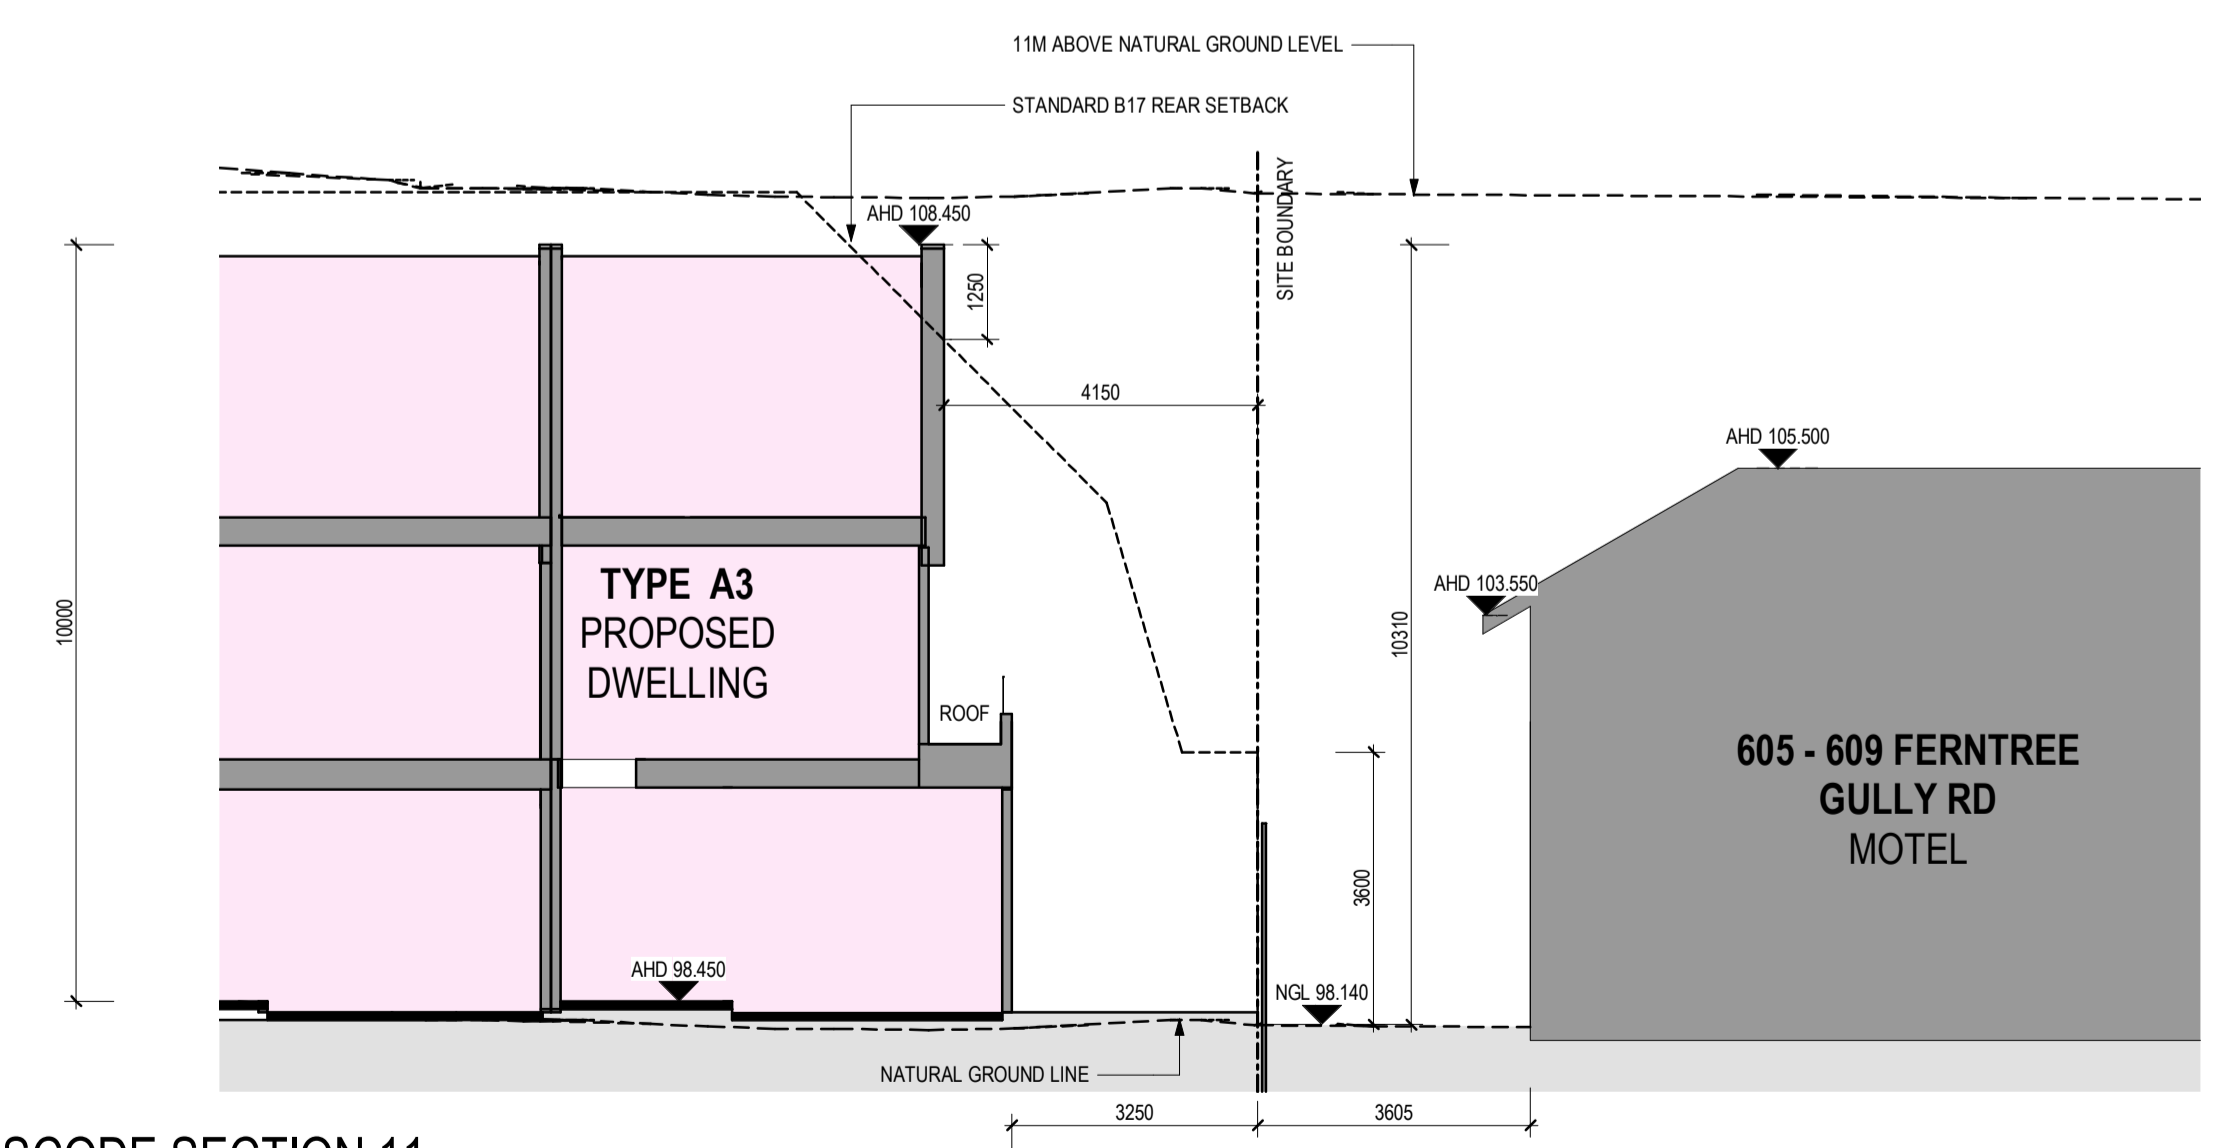 11M ABOVE NATURAL GROUND LEVEL
STANDARD B17 REAR SETBACK
SITE BOUNDARY
AHD 108.450
1250
4150
AHD 105.500
AHD 103.550
10000
TYPE A3
PROPOSED
DWELLING
10310
ROOF
605 - 609 FERNTREE
GULLY RD
MOTEL
3600
AHD 98.450
NGL 98.140
NATURAL GROUND LINE
3250
3605
SECTION 11